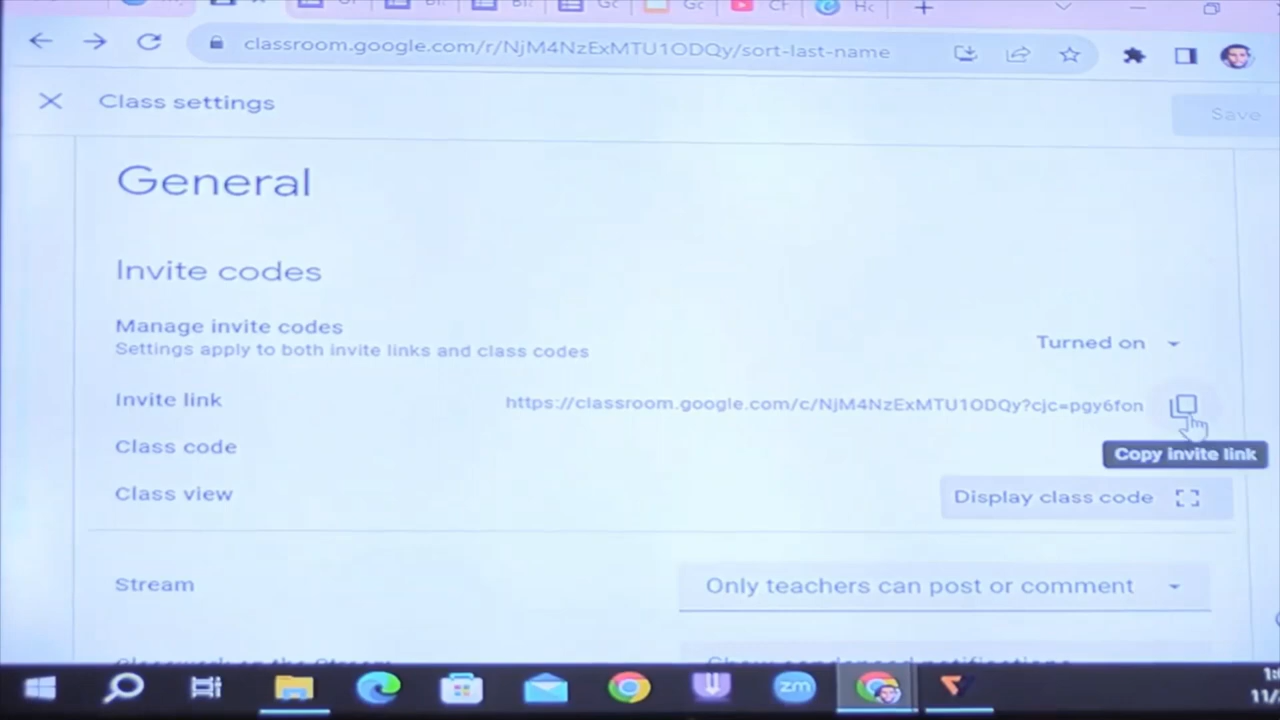 classroom.google.com/r/NjM4NzExMTU1ODQy/sort-last-name
Class settings
Save
General
Invite codes
Manage invite codes
Settings apply to both invite links and class codes
Turned on
Invite link
https://classroom.google.com/c/NjM4NzExMTU1ODQy?cjc=pgy6fon
Copy invite link
Class code
Class view
Display class code
Stream
Only teachers can post or comment
zm